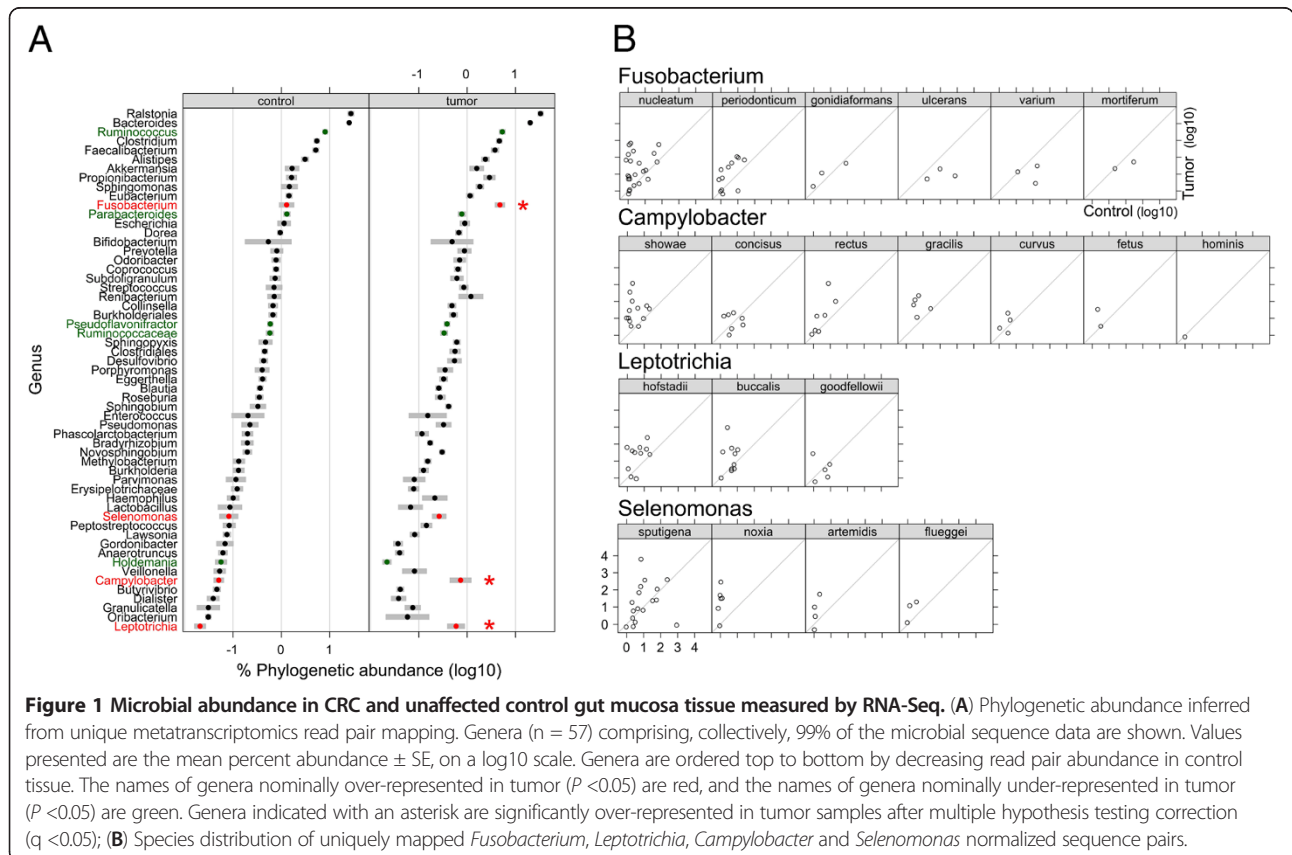 A
-1 0 1
control tumor
Genus
Ralstonia
Bacteroides
Ruminococcus
Clostridium
Faecalibacterium
Alistipes
Akkermansia
Propionibacterium
Sphingomonas
Eubacterium
Fusobacterium *
Parabacteroides
Escherichia
Dorea
Bifidobacterium
Prevotella
Odoribacter
Coprococcus
Subdoligranulum
Streptococcus
Renibacterium
Collinsella
Burkholderiales
Pseudoflavonifractor
Ruminococcaceae
Sphingopyxis
Clostridiales
Desulfovibrio
Porphyromonas
Eggerthella
Blautia
Roseburia
Sphingobium
Enterococcus
Pseudomonas
Phascolarctobacterium
Bradyrhizobium
Novosphingobium
Methylobacterium
Burkholderia
Parvimonas
Erysipelotrichaceae
Haemophilus
Lactobacillus
Selenomonas
Peptostreptococcus
Lawsonia
Gordonibacter
Anaerotruncus
Holdemania
Veillonella
Campylobacter *
Butyrivibrio
Dialister
Granulicatella
Oribacterium
Leptotrichia *
-1 0 1
% Phylogenetic abundance (log10)
B
Fusobacterium
nucleatum periodonticum gonidiaformans ulcerans varium mortiferum
Tumor (log10)
Control (log10)
Campylobacter
showae concisus rectus gracilis curvus fetus hominis
Leptotrichia
hofstadii buccalis goodfellowii
Selenomonas
sputigena noxia artemidis flueggei
4
3
2
1
0
0 1 2 3 4
Figure 1 Microbial abundance in CRC and unaffected control gut mucosa tissue measured by RNA-Seq. (A) Phylogenetic abundance inferred
from unique metatranscriptomics read pair mapping. Genera (n = 57) comprising, collectively, 99% of the microbial sequence data are shown. Values
presented are the mean percent abundance ± SE, on a log10 scale. Genera are ordered top to bottom by decreasing read pair abundance in control
tissue. The names of genera nominally over-represented in tumor (P <0.05) are red, and the names of genera nominally under-represented in tumor
(P <0.05) are green. Genera indicated with an asterisk are significantly over-represented in tumor samples after multiple hypothesis testing correction
(q <0.05); (B) Species distribution of uniquely mapped Fusobacterium, Leptotrichia, Campylobacter and Selenomonas normalized sequence pairs.